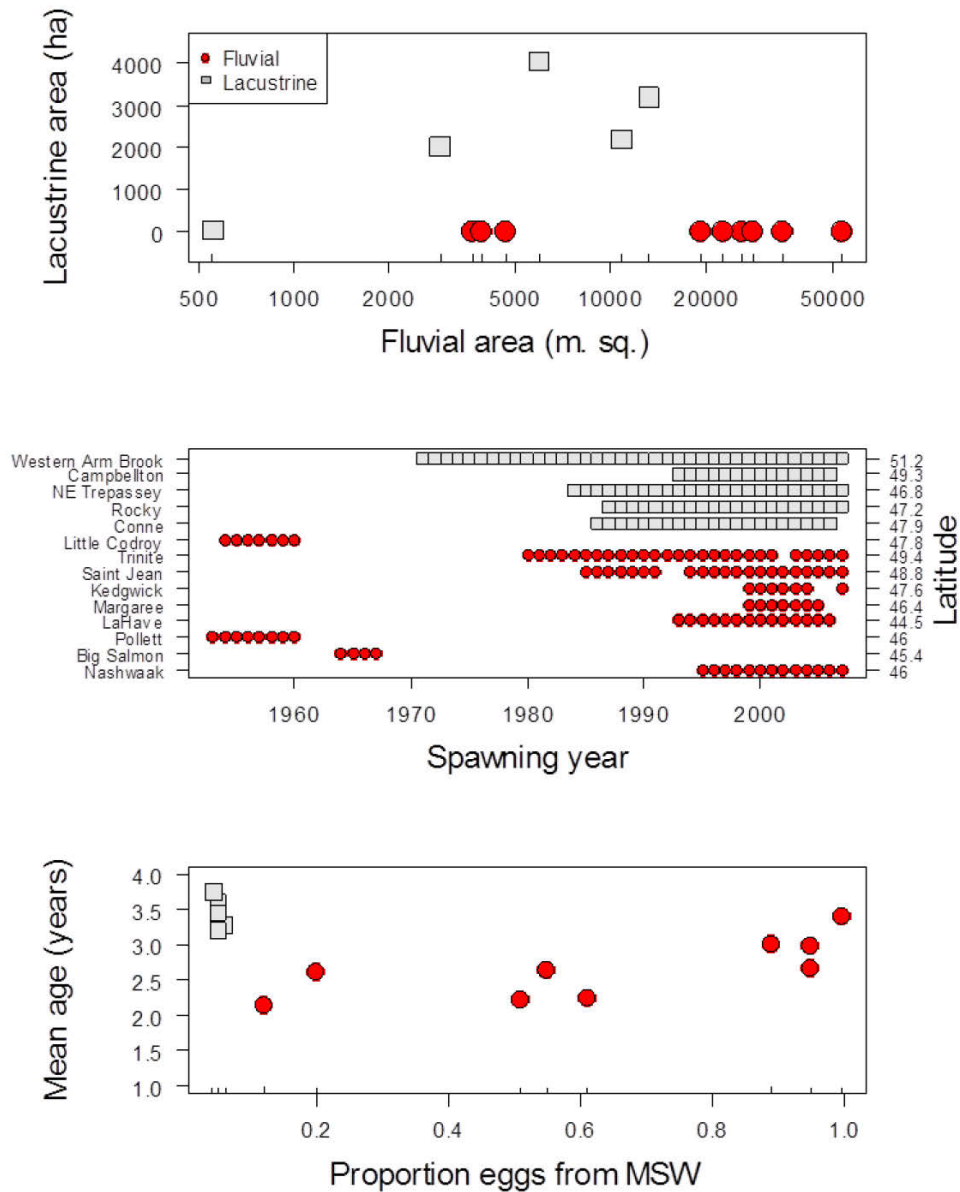 Lacustrine area (ha)
Fluvial
Lacustrine
4000
3000
2000
1000
0
500 1000 2000 5000 10000 20000 50000
Fluvial area (m. sq.)
Western Arm Brook 51.2
Campbellton 49.3
NE Trepassey 46.8
Rocky 47.2
Conne 47.9
Little Codroy 47.8
Trinite 49.4
Saint Jean 48.8
Kedgwick 47.6
Margaree 46.4
LaHave 44.5
Pollett 46
Big Salmon 45.4
Nashwaak 46
Latitude
1960 1970 1980 1990 2000
Spawning year
Mean age (years)
4.0
3.5
3.0
2.5
2.0
1.5
1.0
0.2 0.4 0.6 0.8 1.0
Proportion eggs from MSW